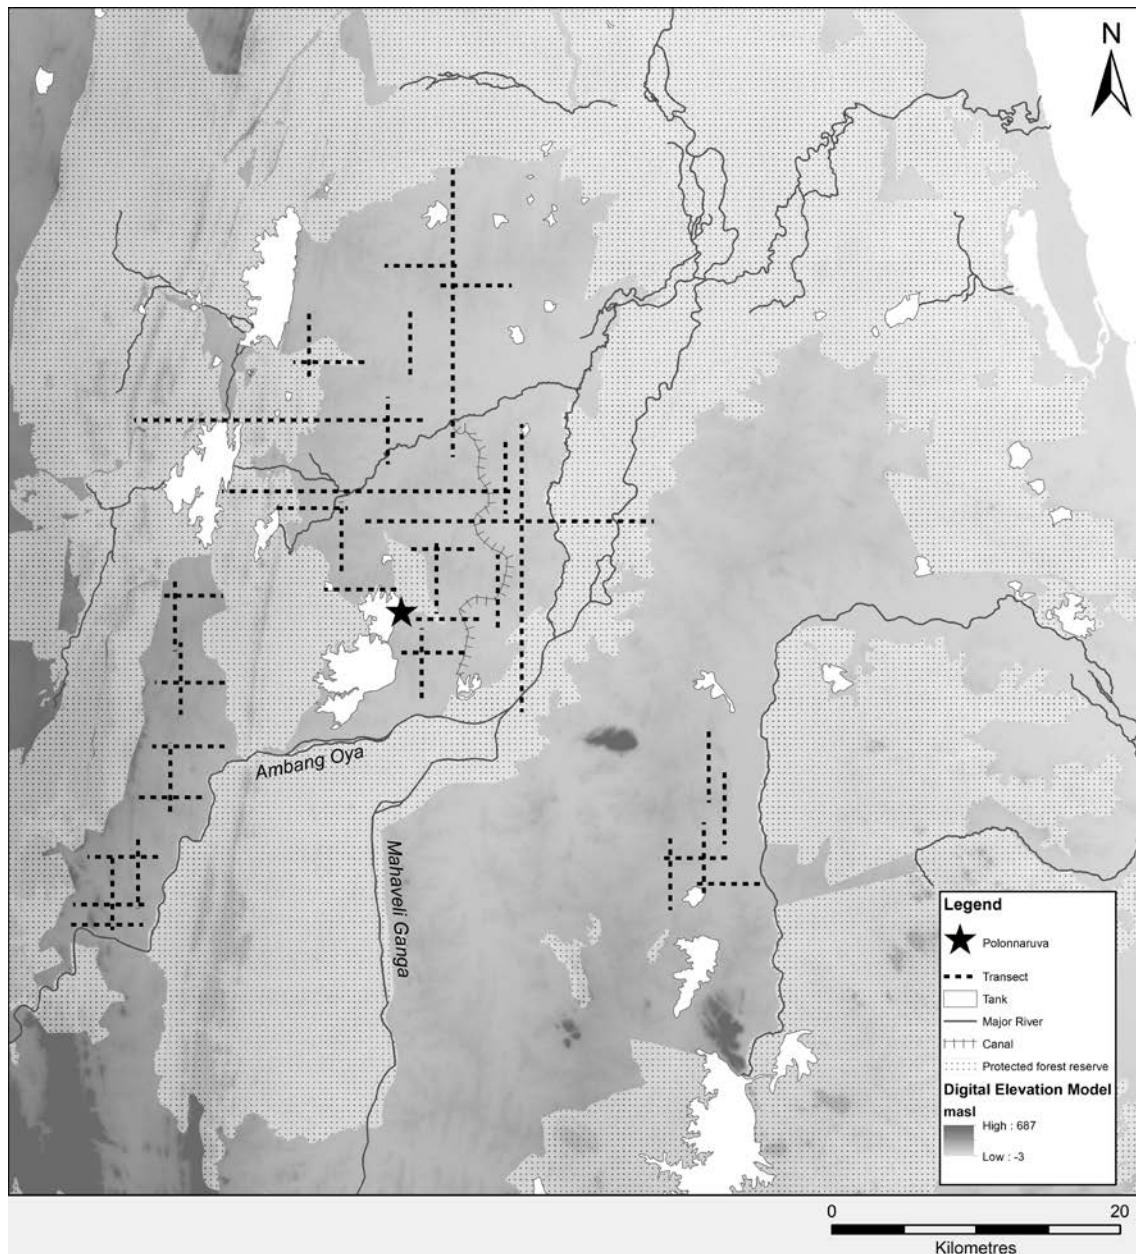 N
Ambang Oya
Mahaveli Ganga
Legend
Polonnaruva
Transect
Tank
Major River
Canal
Protected forest reserve
Digital Elevation Model
masl
High : 687
Low : -3
0 20
Kilometres